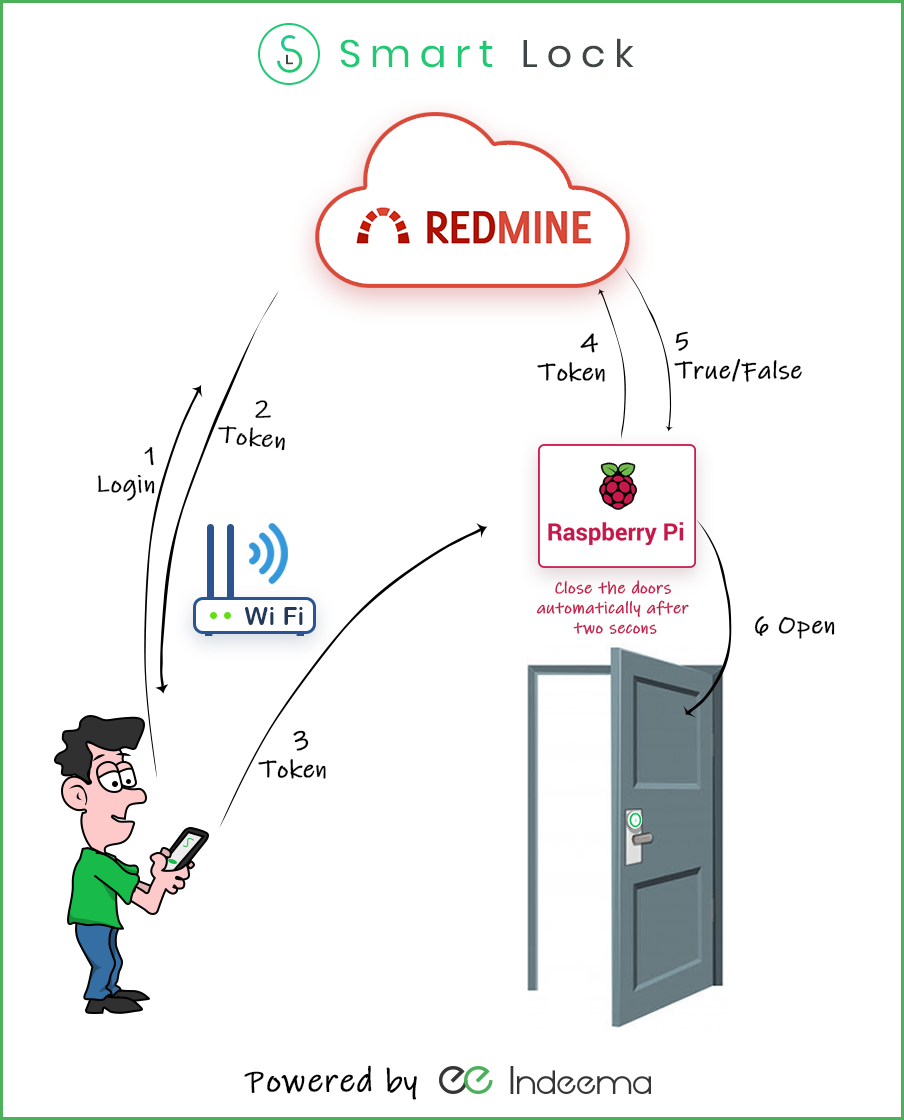 Smart Lock
REDMINE
4
Token
5
True/False
2
Token
1
Login
Raspberry Pi
Wi Fi
Close the doors
automatically after
two secons
6 Open
3
Token
Powered by Indeema